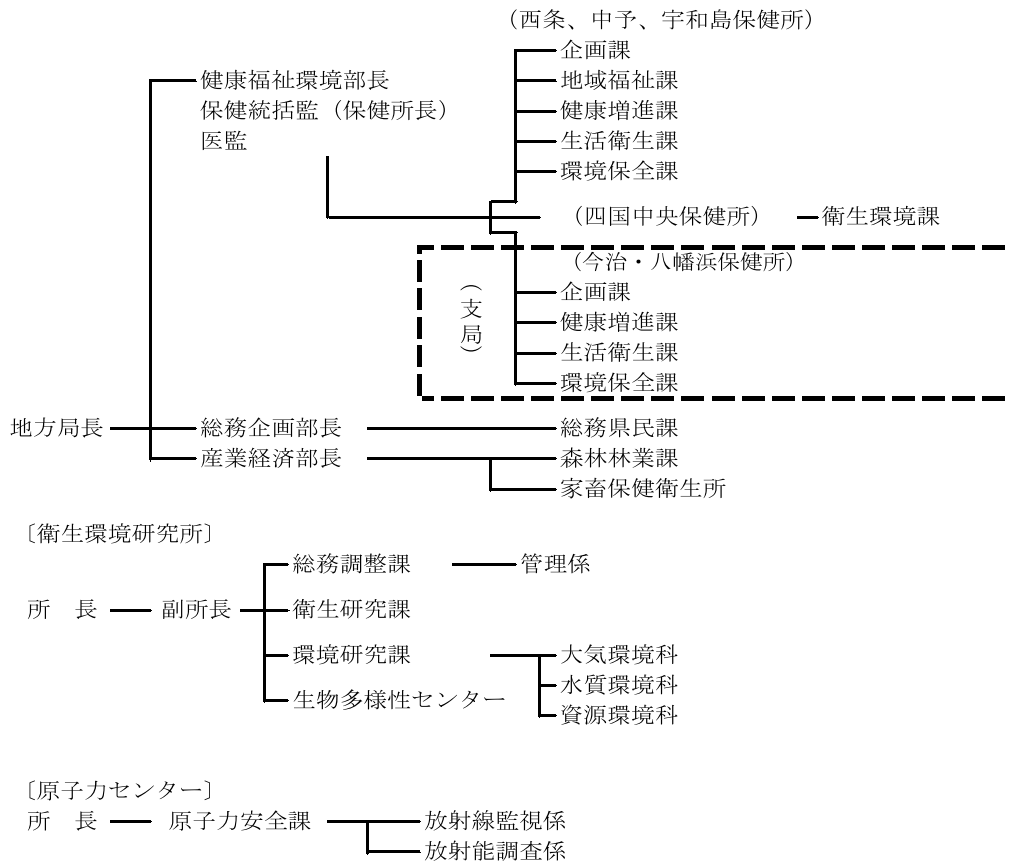 （西条、中予、宇和島保健所）
企画課
健康福祉環境部長　地域福祉課
保健統括監（保健所長）　健康増進課
医監　生活衛生課
環境保全課
（四国中央保健所）　衛生環境課
（今治・八幡浜保健所）
（支局）
企画課
健康増進課
生活衛生課
環境保全課
地方局長　総務企画部長　総務県民課
産業経済部長　森林林業課
家畜保健衛生所
〔衛生環境研究所〕
総務調整課　管理係
所　長　副所長　衛生研究課
環境研究課　大気環境科
水質環境科
生物多様性センター
資源環境科
〔原子力センター〕
所　長　原子力安全課　放射線監視係
放射能調査係